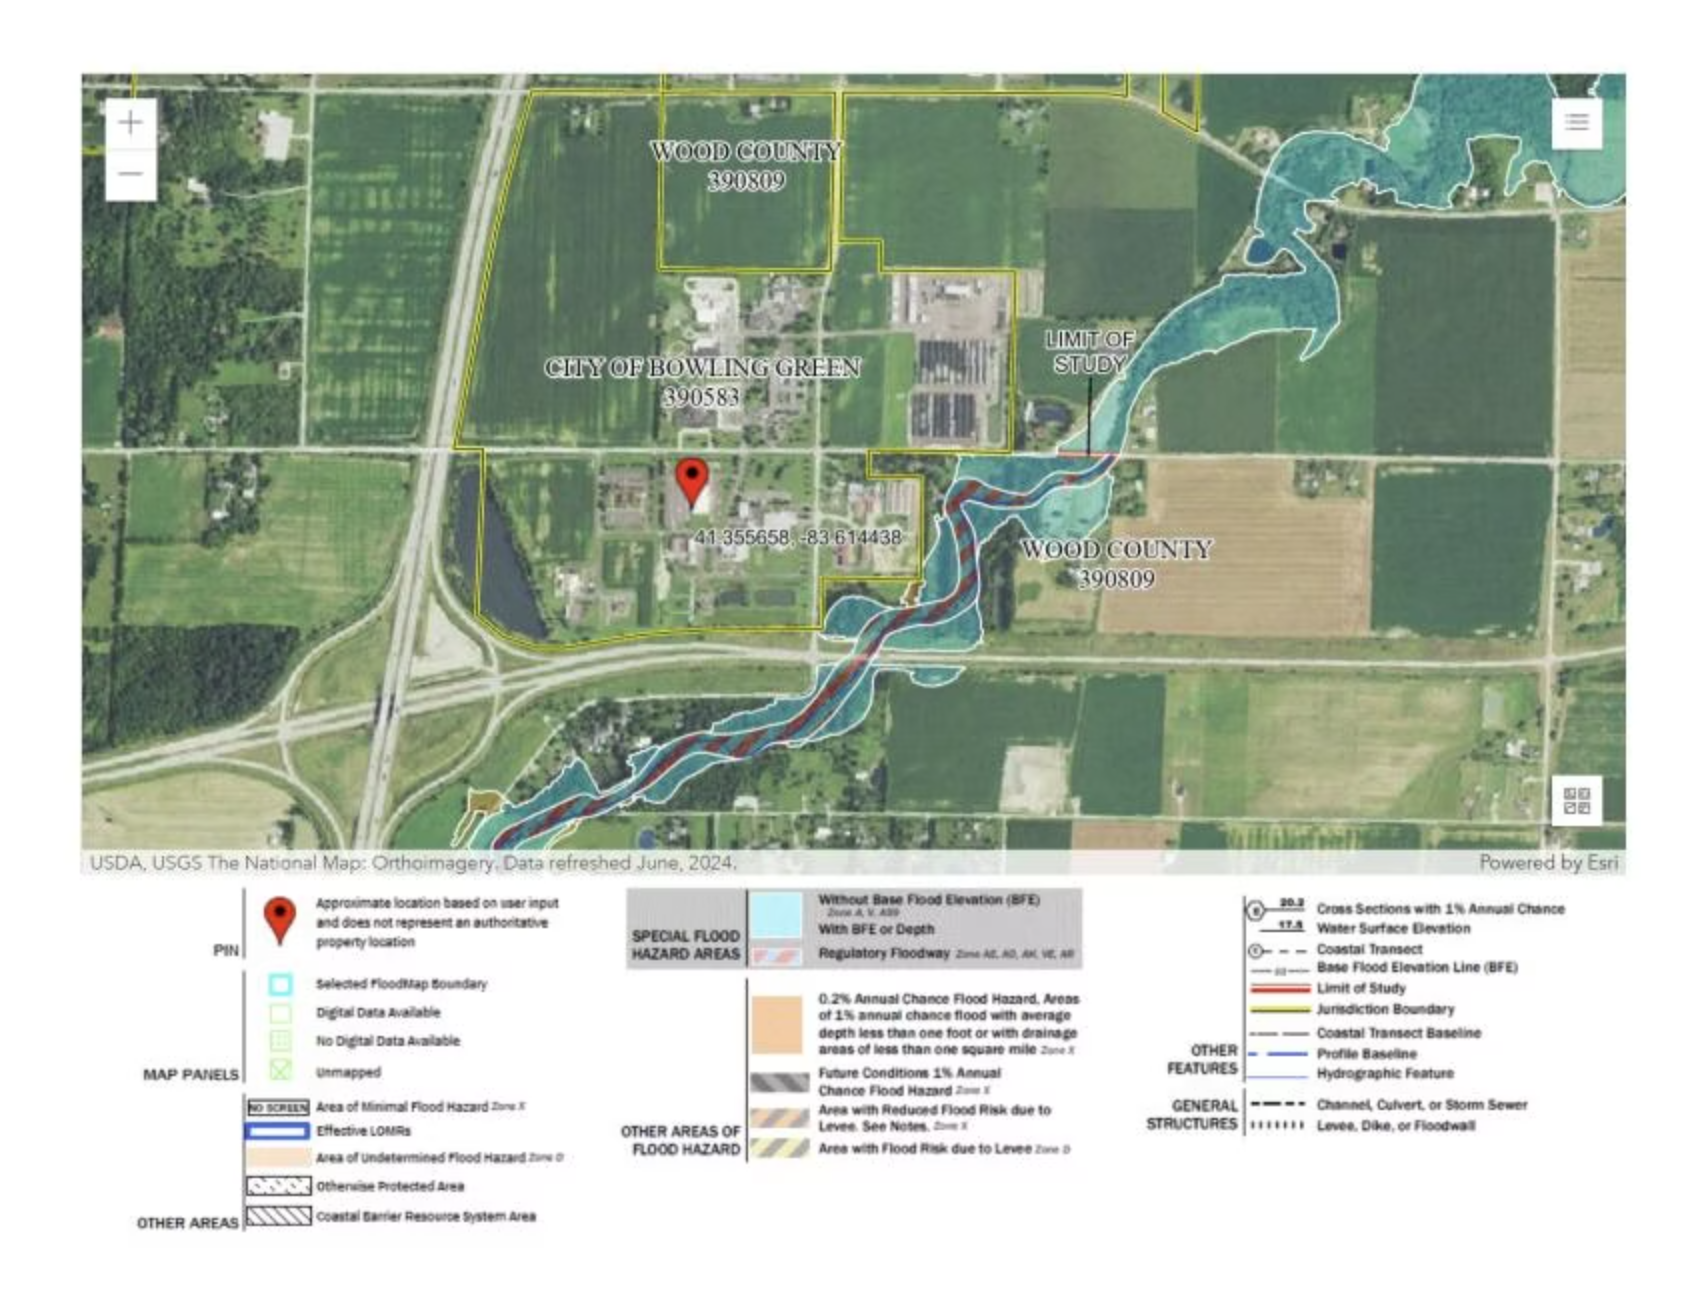 +
−
WOOD COUNTY
390809
LIMIT OF
STUDY
CITY OF BOWLING GREEN
390583
41.355658, -83.614438
WOOD COUNTY
390809
USDA, USGS The National Map: Orthoimagery. Data refreshed June, 2024.
Powered by Esri
PIN
Approximate location based on user input
and does not represent an authoritative
property location
MAP PANELS
Selected FloodMap Boundary
Digital Data Available
No Digital Data Available
Unmapped
OTHER AREAS
NO SCREEN Area of Minimal Flood Hazard Zone X
Effective LOMRs
Area of Undetermined Flood Hazard Zone D
Otherwise Protected Area
Coastal Barrier Resource System Area
SPECIAL FLOOD
HAZARD AREAS
Without Base Flood Elevation (BFE)
Zone A, V, A99
With BFE or Depth
Regulatory Floodway Zone AE, AO, AH, VE, AR
OTHER AREAS OF
FLOOD HAZARD
0.2% Annual Chance Flood Hazard, Areas
of 1% annual chance flood with average
depth less than one foot or with drainage
areas of less than one square mile Zone X
Future Conditions 1% Annual
Chance Flood Hazard Zone X
Area with Reduced Flood Risk due to
Levee. See Notes. Zone X
Area with Flood Risk due to Levee Zone D
OTHER
FEATURES
20.2 Cross Sections with 1% Annual Chance
17.5 Water Surface Elevation
Coastal Transect
Base Flood Elevation Line (BFE)
Limit of Study
Jurisdiction Boundary
Coastal Transect Baseline
Profile Baseline
Hydrographic Feature
GENERAL
STRUCTURES
Channel, Culvert, or Storm Sewer
Levee, Dike, or Floodwall